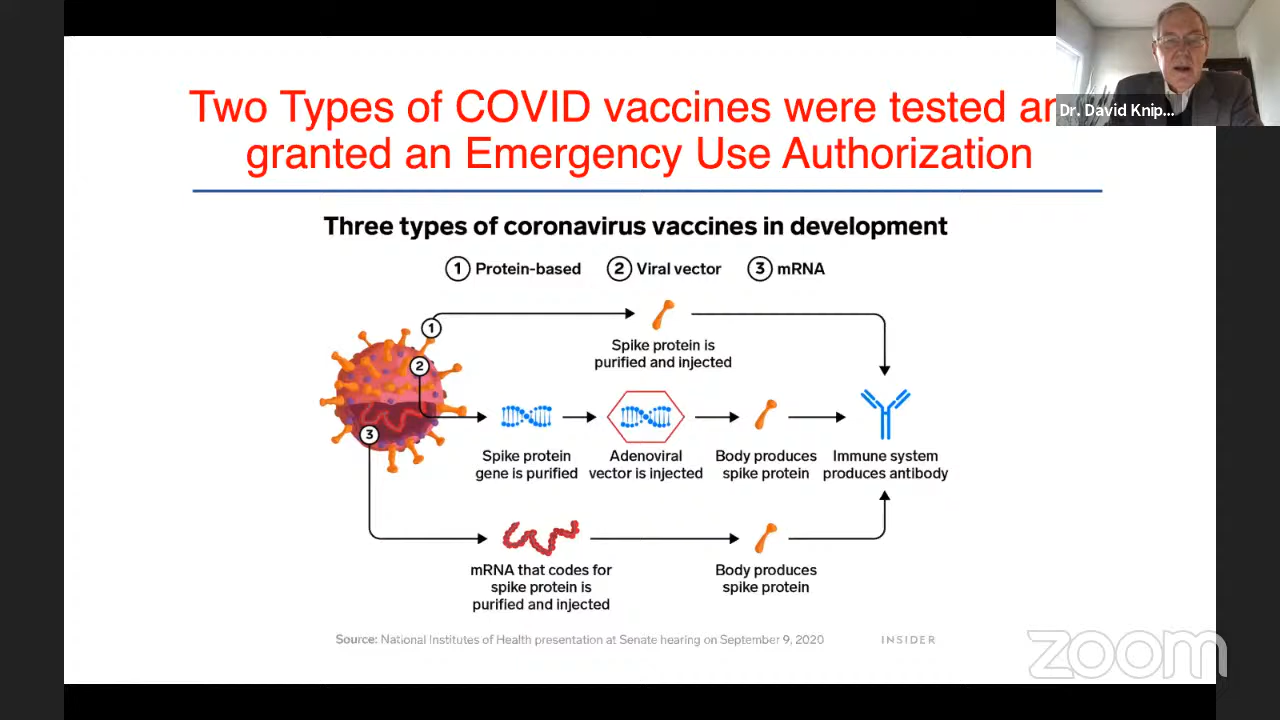 Two Types of COVID vaccines were tested an
granted an Emergency Use Authorization
Dr. David Knip...
Three types of coronavirus vaccines in development
1 Protein-based 2 Viral vector 3 mRNA
1
Spike protein is
purified and injected
2
Spike protein
gene is purified
Adenoviral
vector is injected
Body produces
spike protein
Immune system
produces antibody
3
mRNA that codes for
spike protein is
purified and injected
Body produces
spike protein
Source: National Institutes of Health presentation at Senate hearing on September 9, 2020
INSIDER
zoom